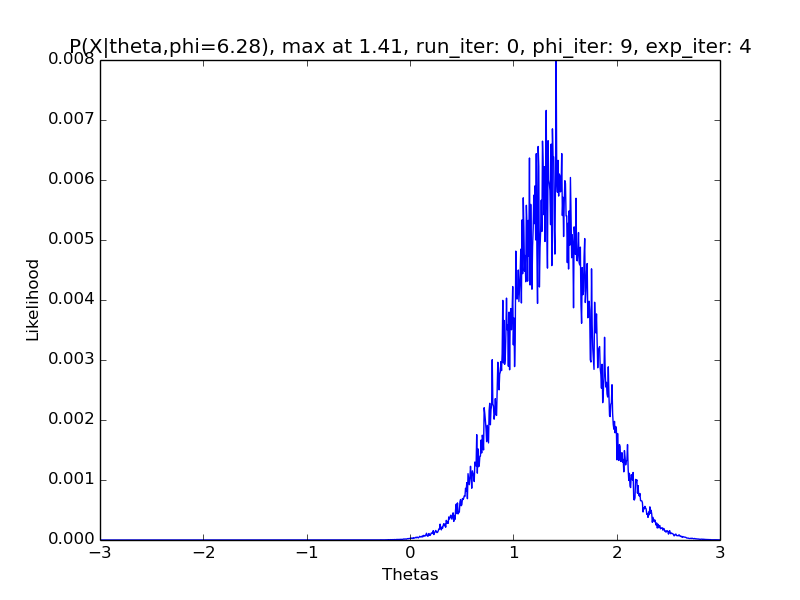 P(X|theta,phi=6.28), max at 1.41, run_iter: 0, phi_iter: 9, exp_iter: 4
0.008
0.007
0.006
0.005
0.004
0.003
0.002
0.001
0.000
Likelihood
−3 −2 −1 0 1 2 3
Thetas